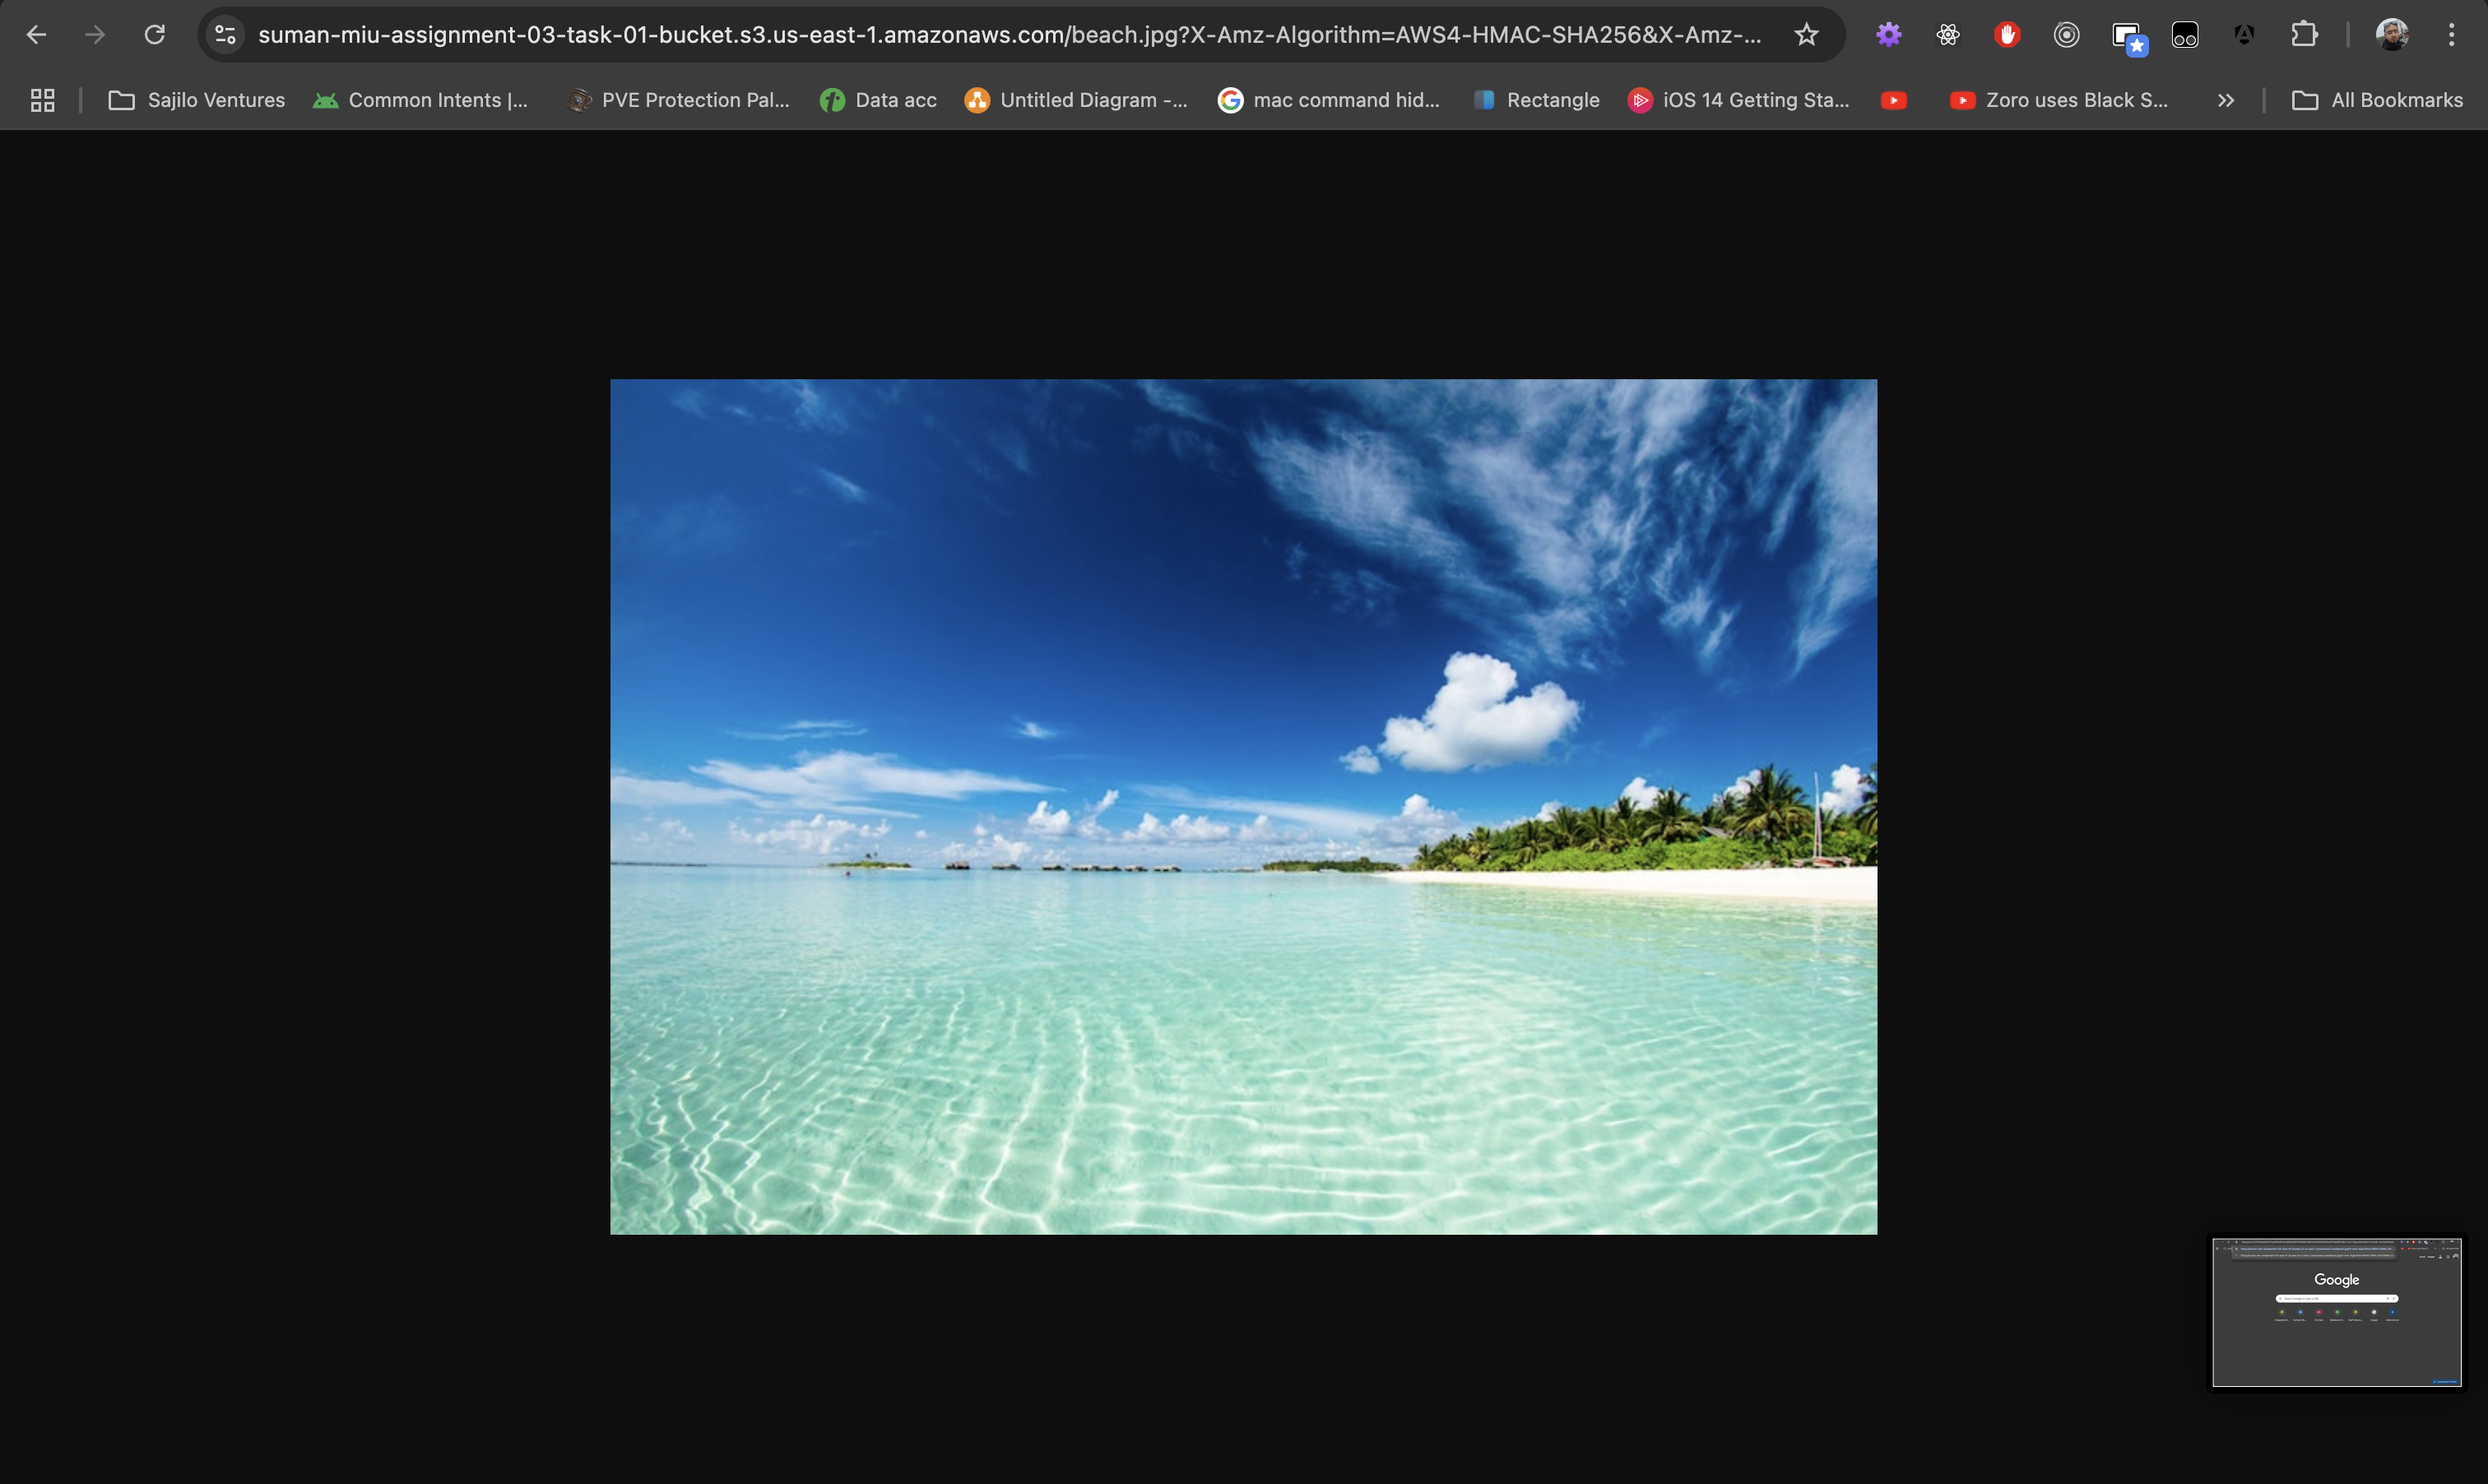 suman-miu-assignment-03-task-01-bucket.s3.us-east-1.amazonaws.com/beach.jpg?X-Amz-Algorithm=AWS4-HMAC-SHA256&X-Amz-...
Sajilo Ventures Common Intents |... PVE Protection Pal... Data acc Untitled Diagram -... mac command hid... Rectangle iOS 14 Getting Sta... Zoro uses Black S... All Bookmarks
Google